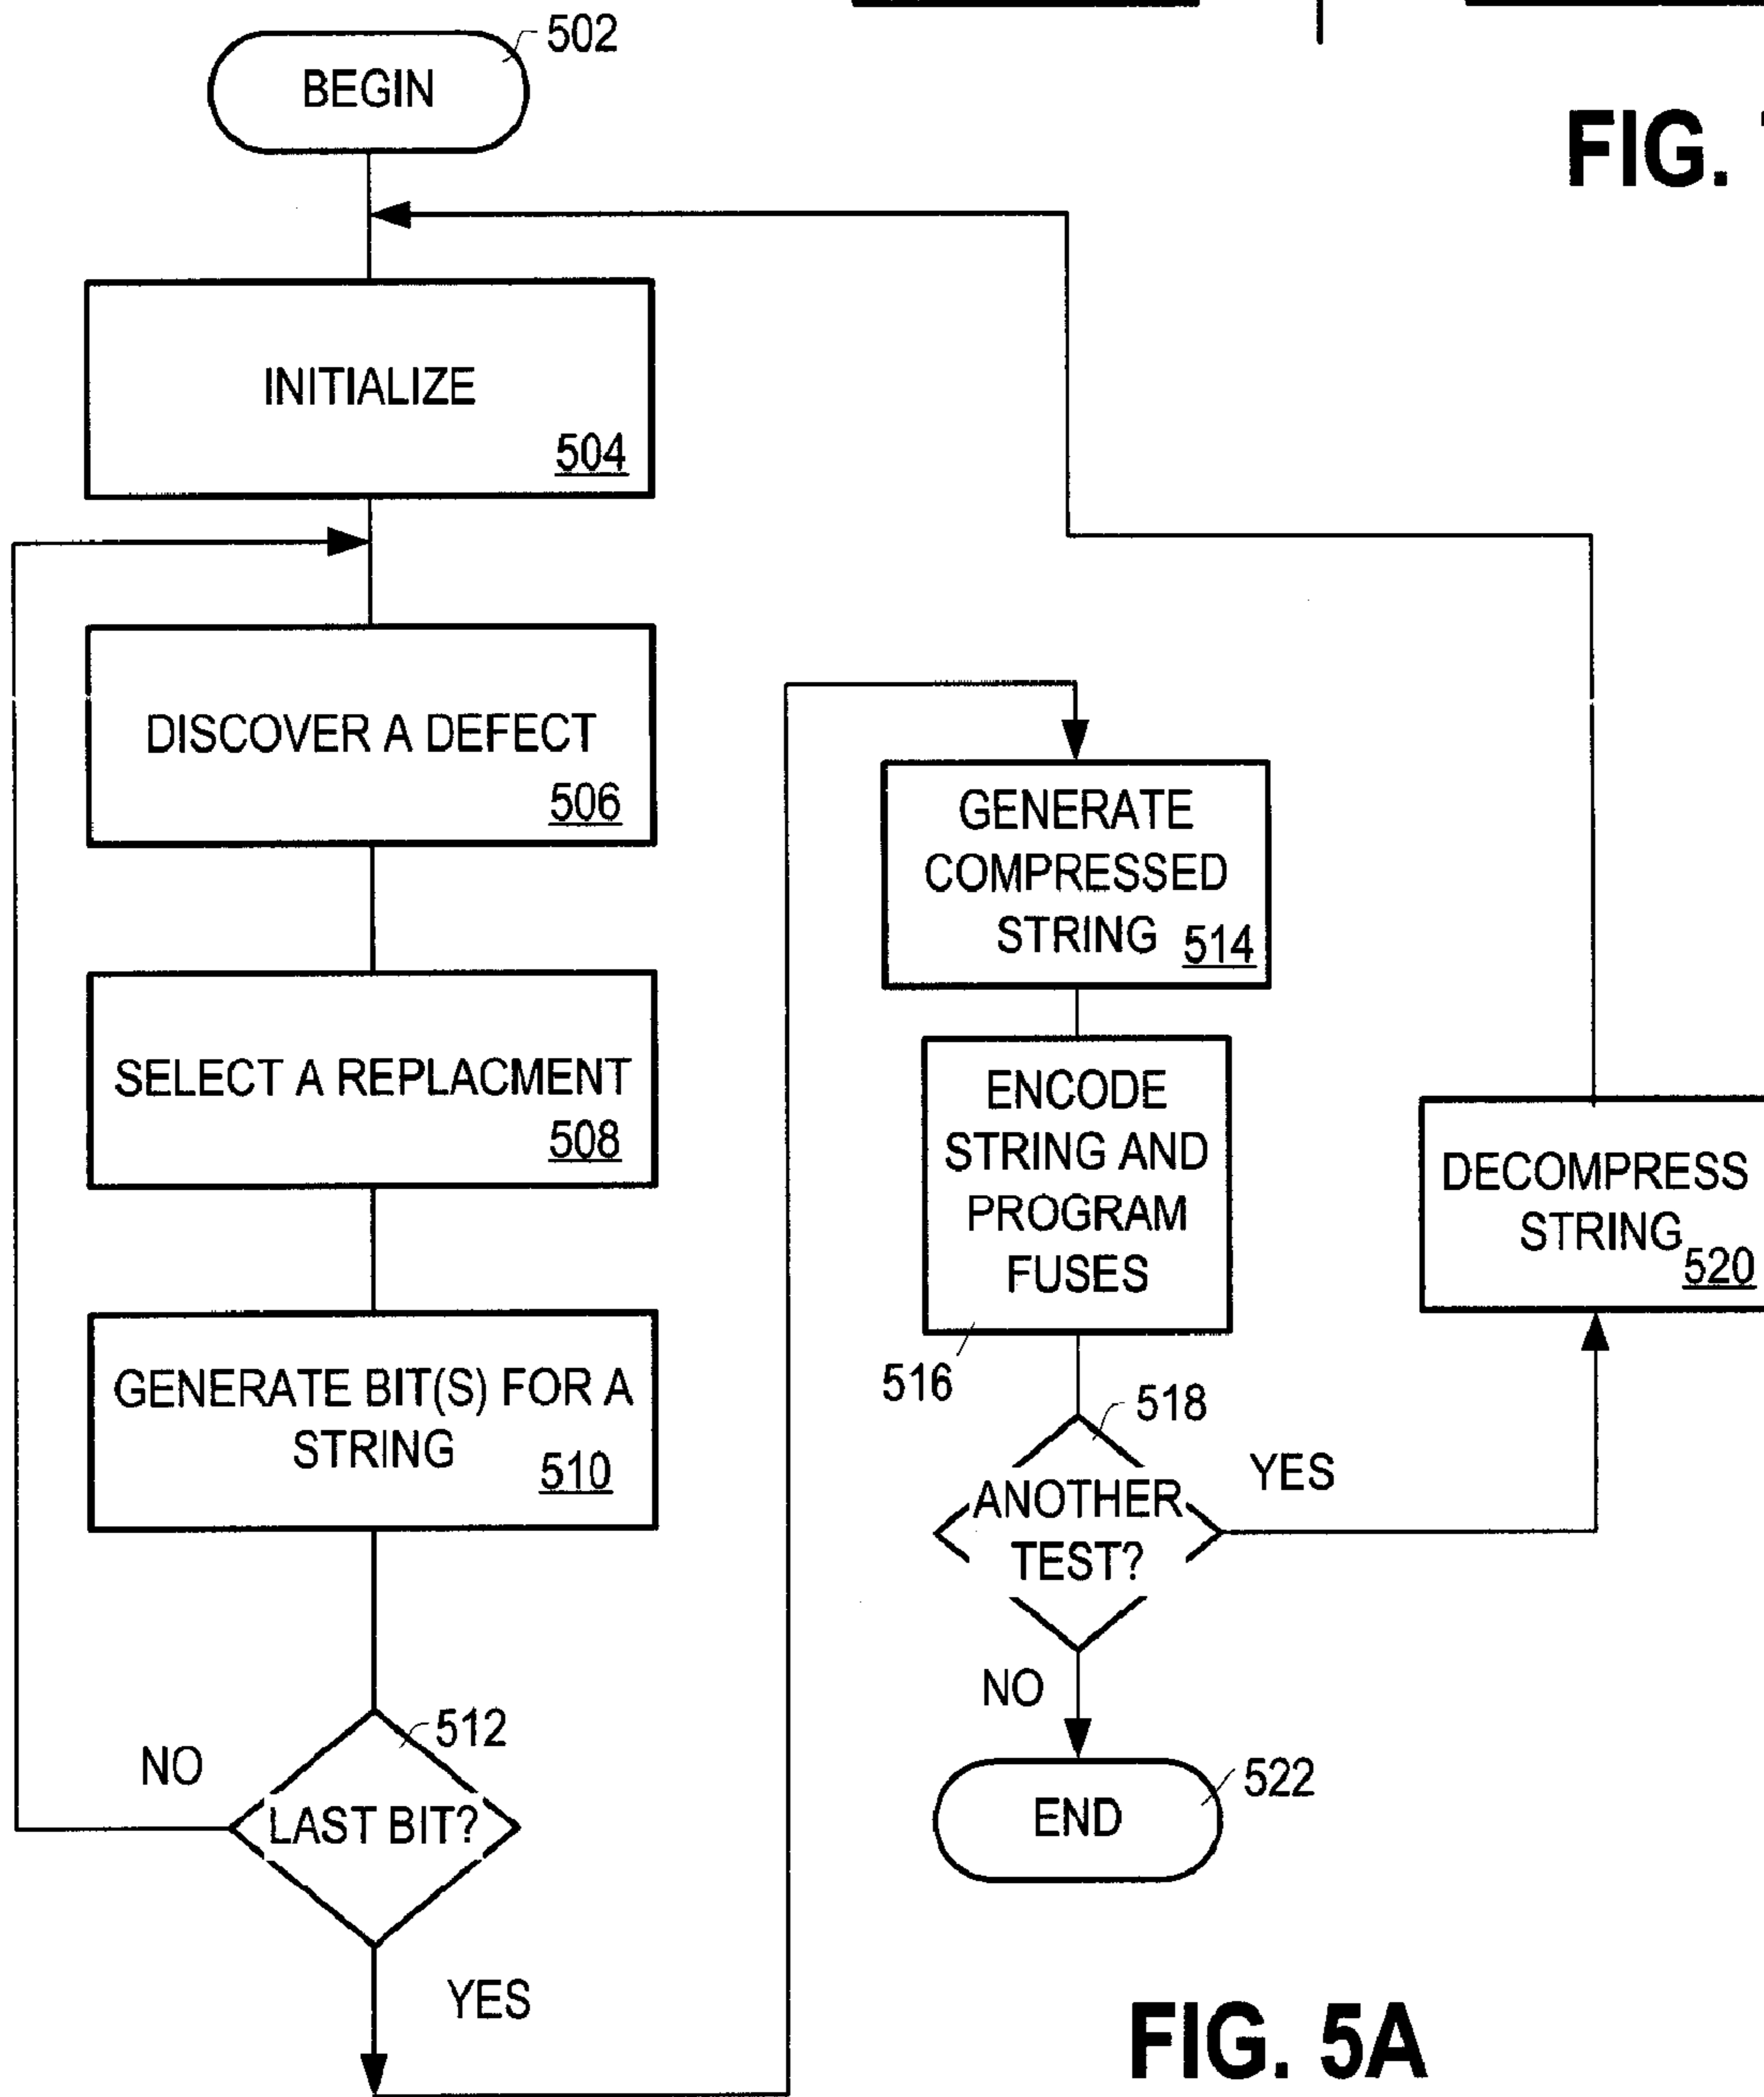 502
BEGIN
FIG.
INITIALIZE
504
DISCOVER A DEFECT
506
SELECT A REPLACMENT
508
GENERATE BIT(S) FOR A
STRING
510
512
NO
LAST BIT?
YES
GENERATE
COMPRESSED
STRING
514
ENCODE
STRING AND
PROGRAM
FUSES
516
518
ANOTHER
TEST?
YES
NO
DECOMPRESS
STRING
520
522
END
FIG. 5A